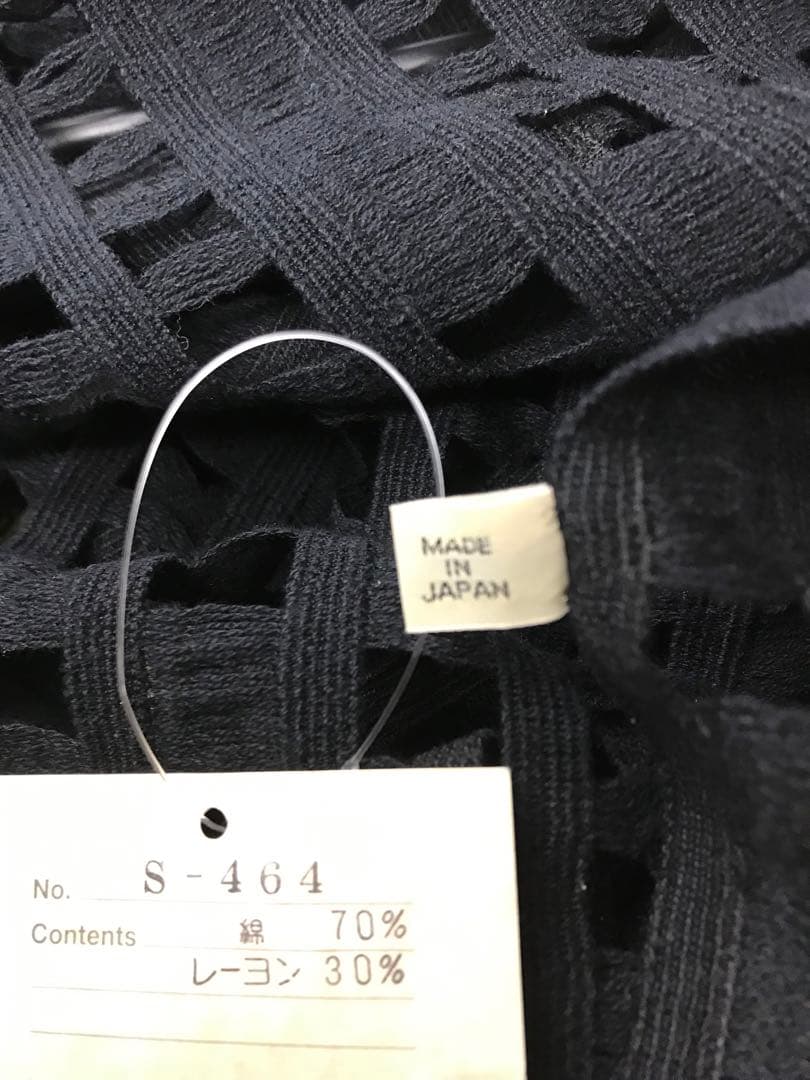 MADE
IN
JAPAN
No. S-464
Contents 綿 70%
レーヨン 30%